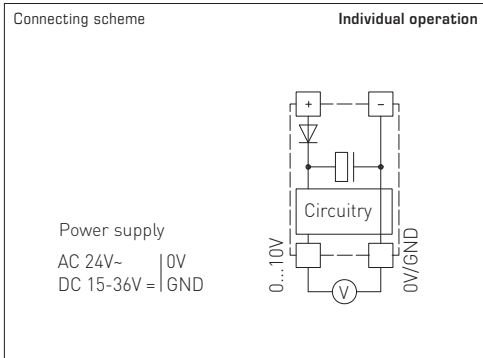 Connecting scheme
Individual operation
+
-
Circuitry
Power supply
AC 24V~ | 0V
DC 15-36V = | GND
0...10V
V
0V/GND